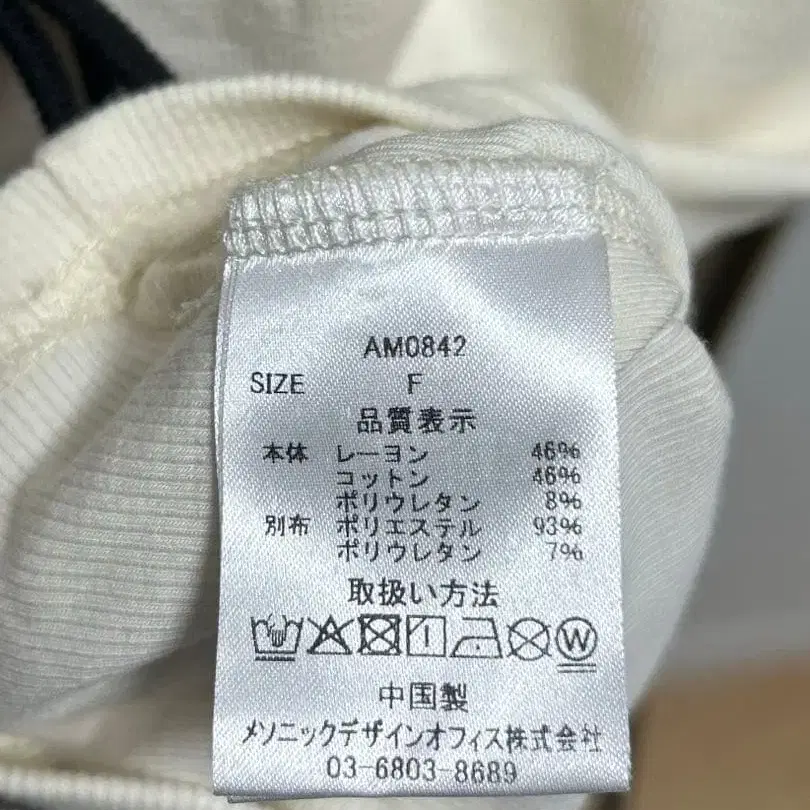 AM0842
SIZE F
品質表示
本体 レーヨン 46%
コットン 46%
ポリウレタン 8%
別布 ポリエステル 93%
ポリウレタン 7%
取扱い方法
W
中国製
メソニックデザインオフィス株式会社
03-6803-8689